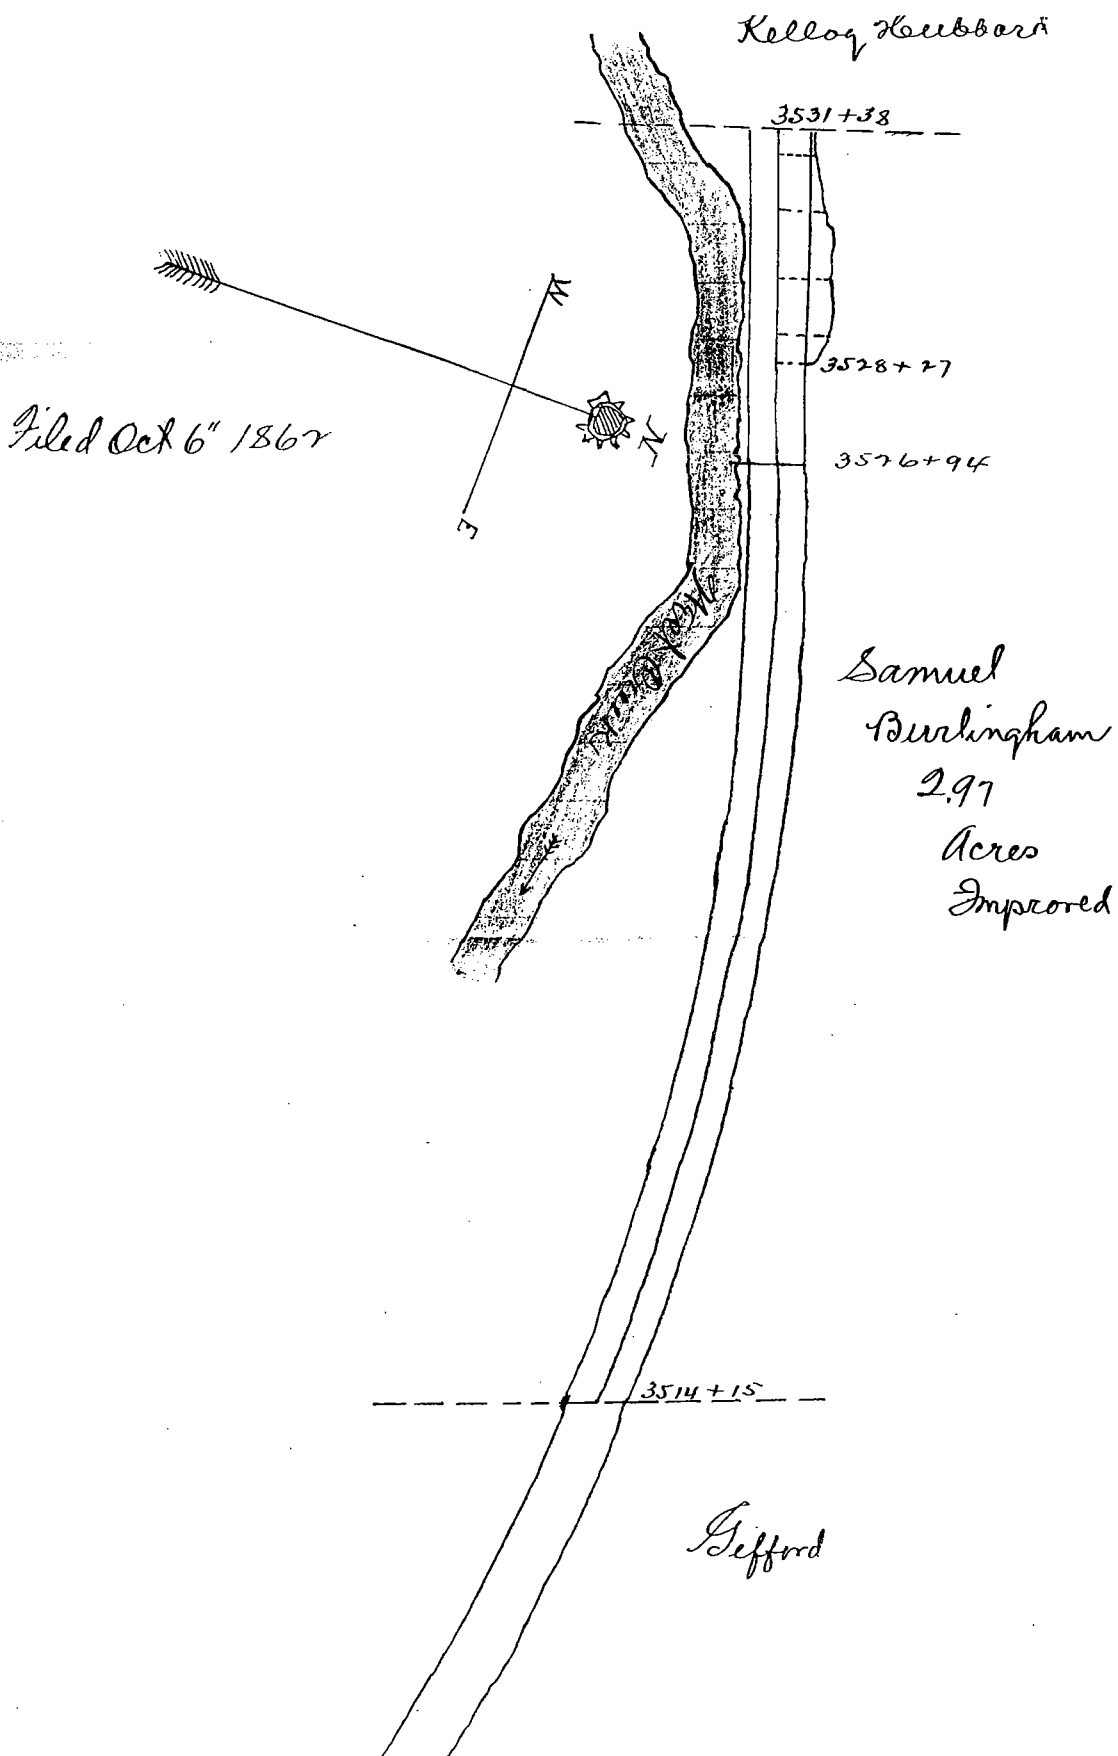 Kellog Hubbard
3531+38
W
3528+27
Filed Oct 6" 1862
N
3526+94
E
Samuel
Burlingham
2.97
Acres
Improved
3514+15
Gifford